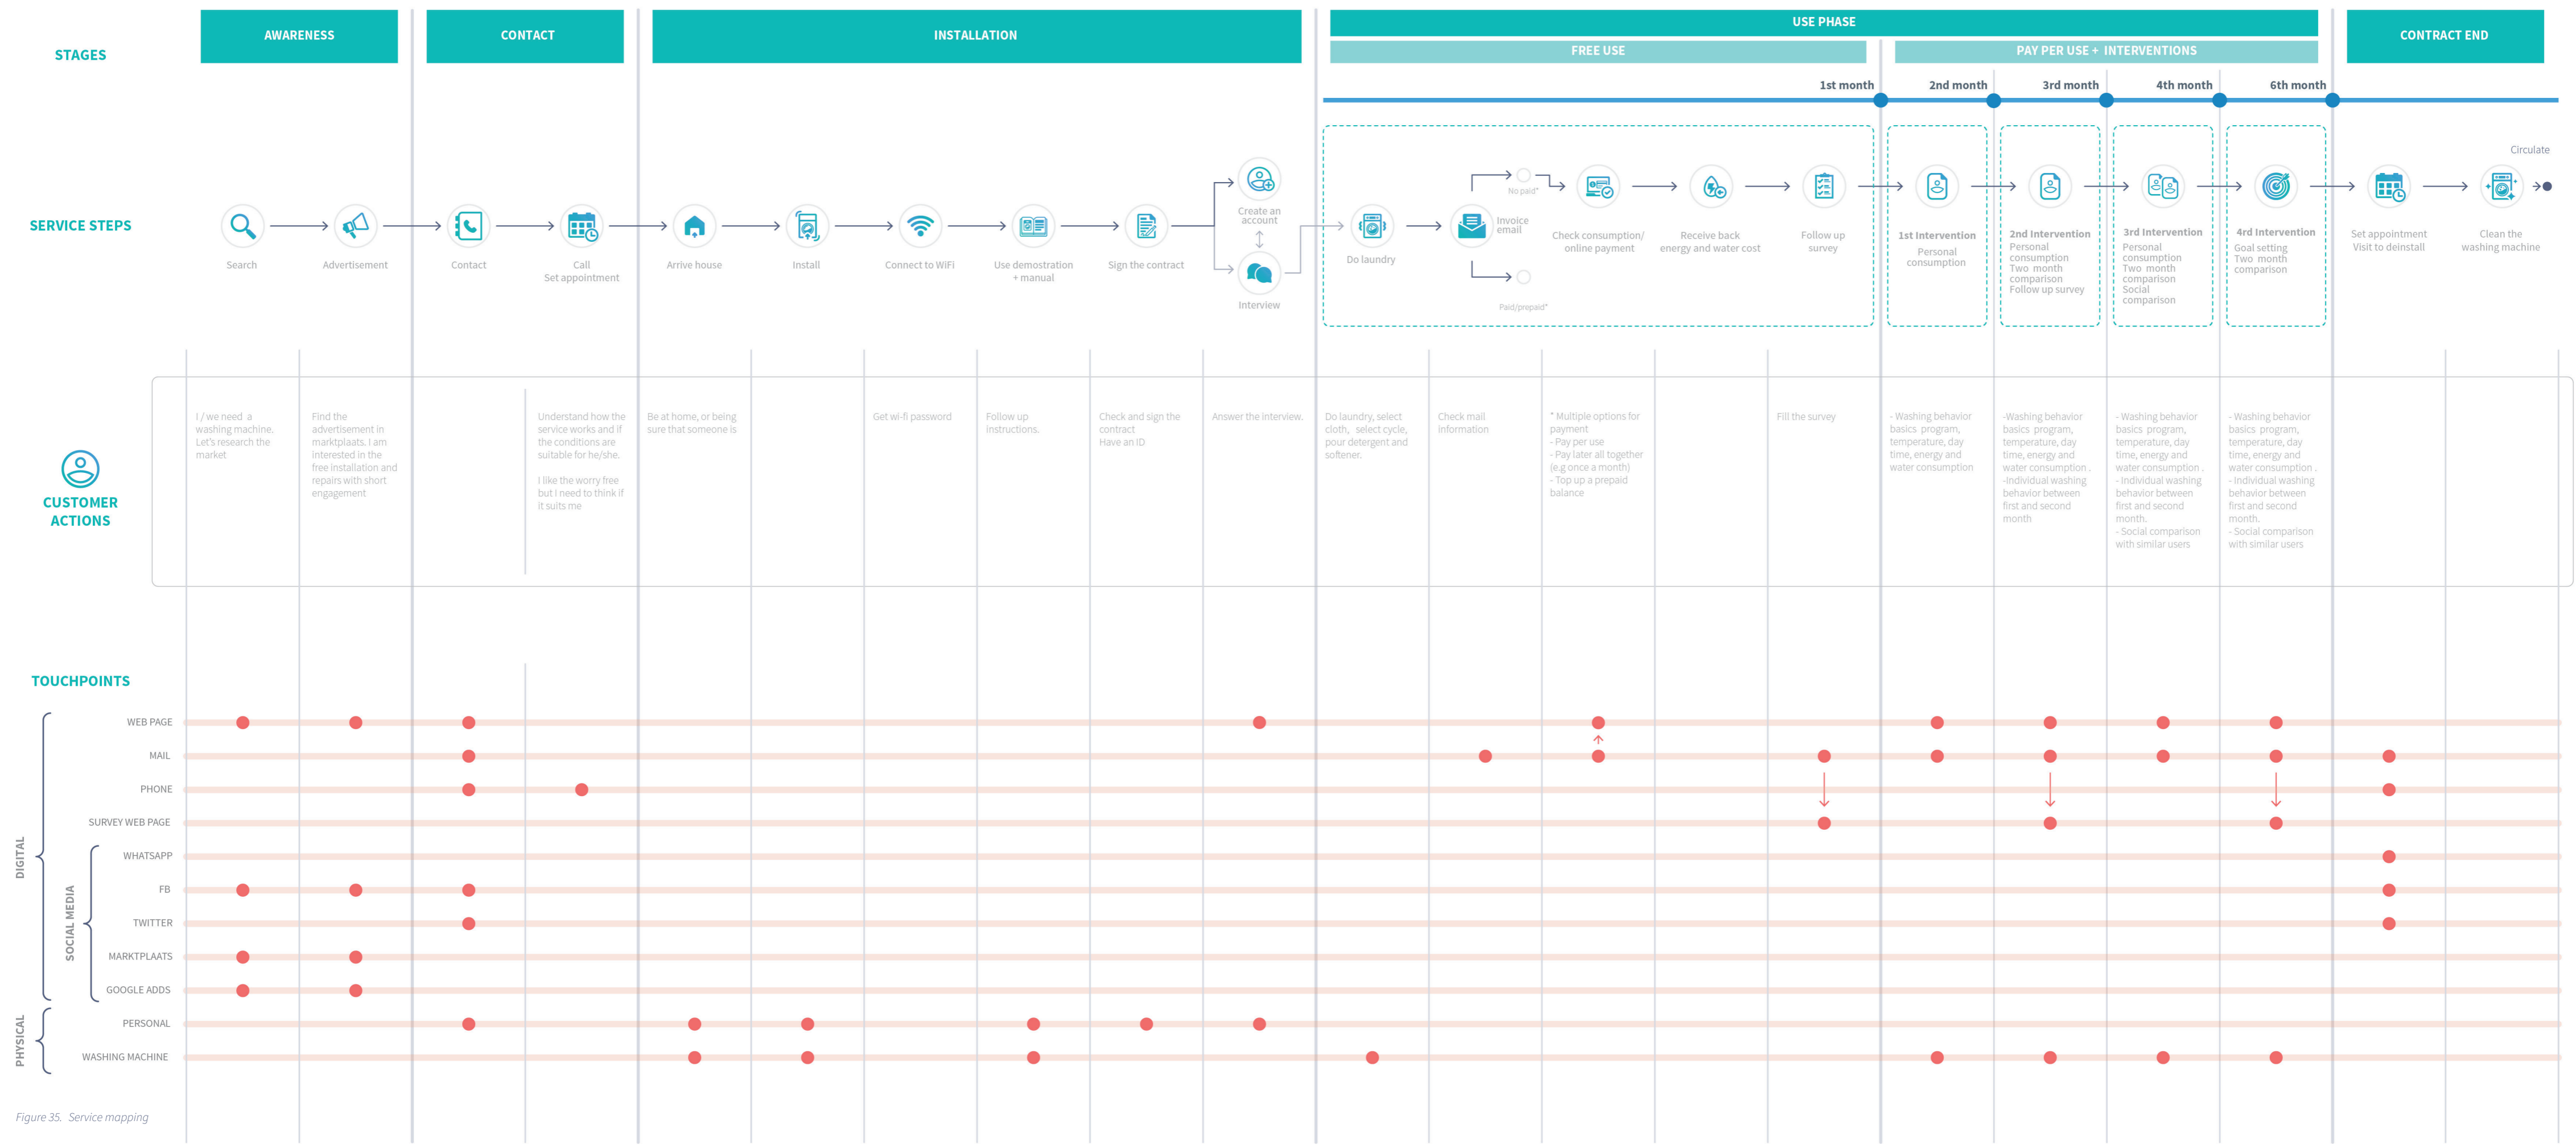 STAGES
AWARENESS
CONTACT
INSTALLATION
USE PHASE
FREE USE
PAY PER USE + INTERVENTIONS
CONTRACT END
1st month
2nd month
3rd month
4th month
6th month
SERVICE STEPS
Search
Advertisement
Contact
Call
Set appointment
Arrive house
Install
Connect to WiFi
Use demostration
+ manual
Sign the contract
Create an
account
Interview
Do laundry
Invoice
email
No paid*
Paid/prepaid*
Check consumption/
online payment
Receive back
energy and water cost
Follow up
survey
1st Intervention
Personal
consumption
2nd Intervention
Personal
consumption
Two month
comparison
Follow up survey
3rd Intervention
Personal
consumption
Two month
comparison
Social
comparison
4rd Intervention
Goal setting
Two month
comparison
Set appointment
Visit to deinstall
Circulate
Clean the
washing machine
CUSTOMER
ACTIONS
I / we need a
washing machine.
Let's research the
market
Find the
advertisement in
marktplaats. I am
interested in the
free installation and
repairs with short
engagement
Understand how the
service works and if
the conditions are
suitable for he/she.
I like the worry free
but I need to think if
it suits me
Be at home, or being
sure that someone is
Get wi-fi password
Follow up
instructions.
Check and sign the
contract
Have an ID
Answer the interview.
Do laundry, select
cloth, select cycle,
pour detergent and
softener.
Check mail
information
* Multiple options for
payment
- Pay per use
- Pay later all together
(e.g once a month)
- Top up a prepaid
balance
Fill the survey
- Washing behavior
basics program,
temperature, day
time, energy and
water consumption
-Washing behavior
basics program,
temperature, day
time, energy and
water consumption .
-Individual washing
behavior between
first and second
month
- Washing behavior
basics program,
temperature, day
time, energy and
water consumption .
- Individual washing
behavior between
first and second
month.
- Social comparison
with similar users
- Washing behavior
basics program,
temperature, day
time, energy and
water consumption .
- Individual washing
behavior between
first and second
month.
- Social comparison
with similar users
TOUCHPOINTS
DIGITAL
WEB PAGE
MAIL
PHONE
SURVEY WEB PAGE
SOCIAL MEDIA
WHATSAPP
FB
TWITTER
MARKTPLAATS
GOOGLE ADDS
PHYSICAL
PERSONAL
WASHING MACHINE
Figure 35. Service mapping